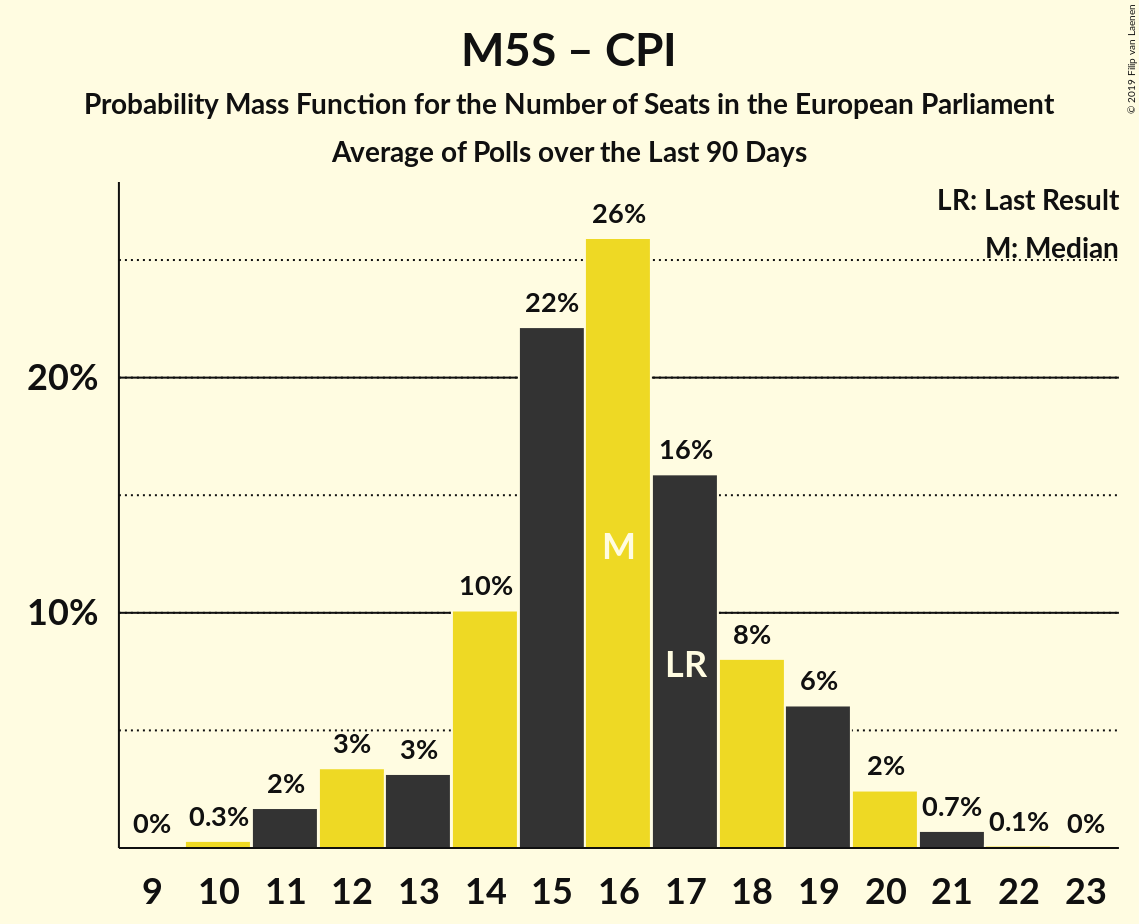 M5S – CPI
Probability Mass Function for the Number of Seats in the European Parliament
Average of Polls over the Last 90 Days
© 2019 Filip van Laenen
LR: Last Result
M: Median
20%
10%
0%
0.3%
2%
3%
3%
10%
22%
26%
16%
8%
6%
2%
0.7%
0.1%
0%
M
LR
9 10 11 12 13 14 15 16 17 18 19 20 21 22 23